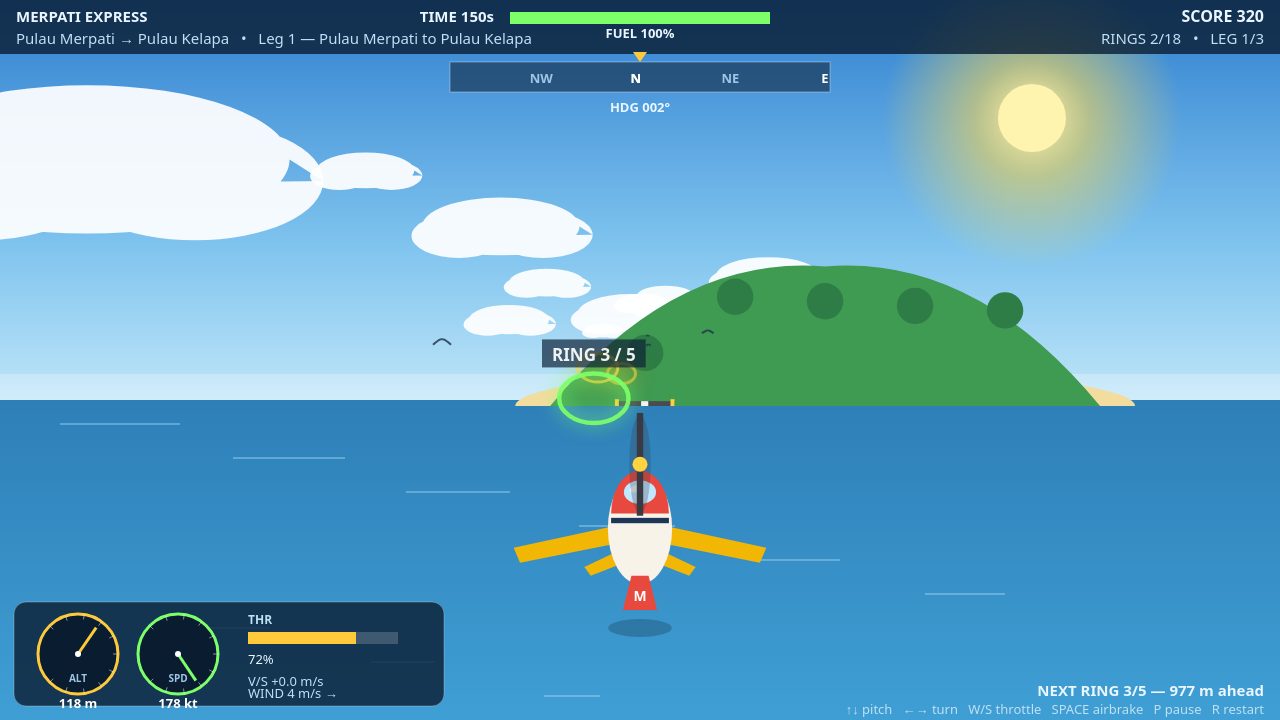 MERPATI EXPRESS
TIME 150s
SCORE 320
Pulau Merpati → Pulau Kelapa • Leg 1 — Pulau Merpati to Pulau Kelapa
FUEL 100%
RINGS 2/18 • LEG 1/3
NW N NE E
HDG 002°
RING 3 / 5
M
ALT
118 m
SPD
178 kt
THR
72%
V/S +0.0 m/s
WIND 4 m/s →
NEXT RING 3/5 — 977 m ahead
↑↓ pitch ←→ turn W/S throttle SPACE airbrake P pause R restart